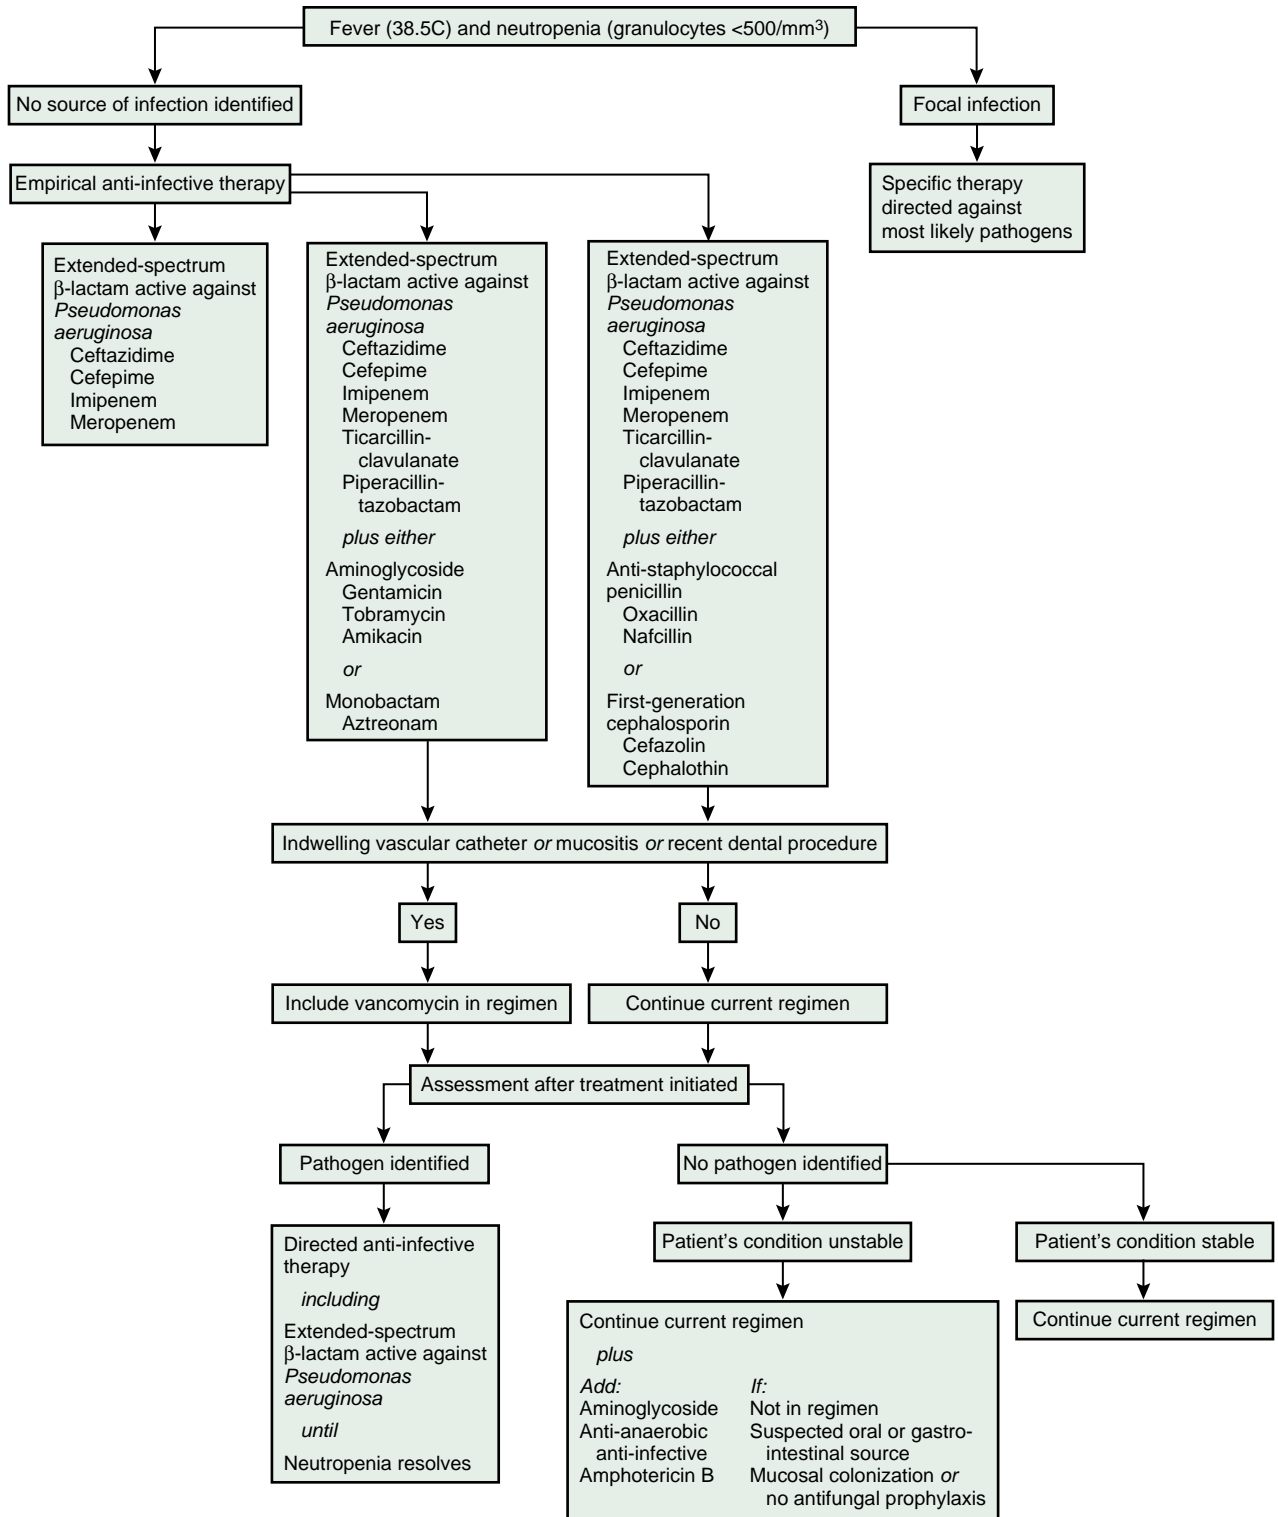 Fever (38.5C) and neutropenia (granulocytes <500/mm³)
No source of infection identified
Focal infection
Empirical anti-infective therapy
Specific therapy
directed against
most likely pathogens
Extended-spectrum
β-lactam active against
Pseudomonas
aeruginosa
Ceftazidime
Cefepime
Imipenem
Meropenem
Extended-spectrum
β-lactam active against
Pseudomonas
aeruginosa
Ceftazidime
Cefepime
Imipenem
Meropenem
Ticarcillin-
clavulanate
Piperacillin-
tazobactam
plus either
Aminoglycoside
Gentamicin
Tobramycin
Amikacin
or
Monobactam
Aztreonam
Extended-spectrum
β-lactam active against
Pseudomonas
aeruginosa
Ceftazidime
Cefepime
Imipenem
Meropenem
Ticarcillin-
clavulanate
Piperacillin-
tazobactam
plus either
Anti-staphylococcal
penicillin
Oxacillin
Nafcillin
or
First-generation
cephalosporin
Cefazolin
Cephalothin
Indwelling vascular catheter or mucositis or recent dental procedure
Yes
No
Include vancomycin in regimen
Continue current regimen
Assessment after treatment initiated
Pathogen identified
No pathogen identified
Directed anti-infective
therapy
including
Extended-spectrum
β-lactam active against
Pseudomonas
aeruginosa
until
Neutropenia resolves
Patient's condition unstable
Patient's condition stable
Continue current regimen
plus
Add: If:
Aminoglycoside Not in regimen
Anti-anaerobic Suspected oral or gastro-
anti-infective intestinal source
Amphotericin B Mucosal colonization or
no antifungal prophylaxis
Continue current regimen